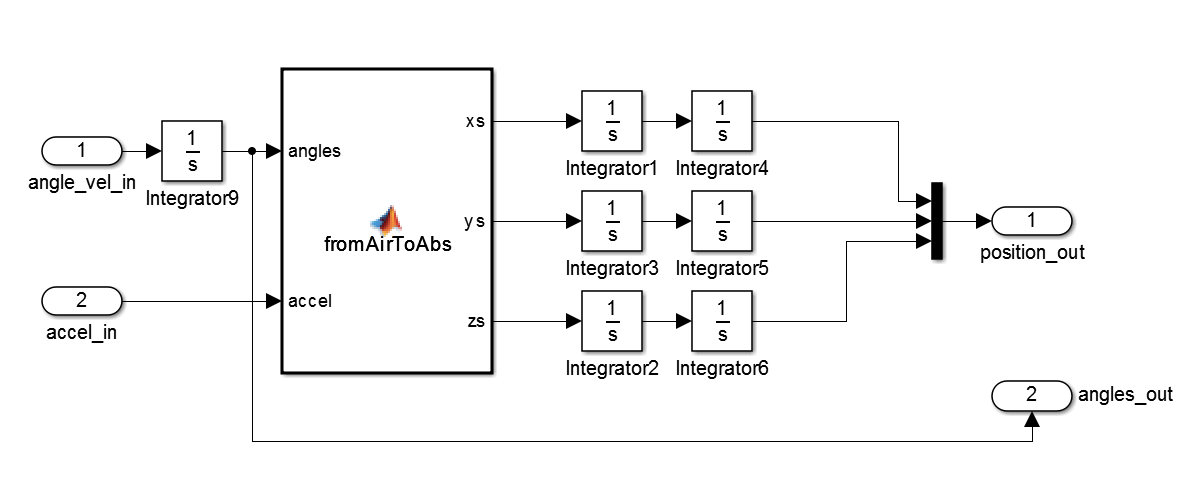 1
angle_vel_in
1
s
Integrator9
angles
fromAirToAbs
accel
2
accel_in
xs
ys
zs
1
s
Integrator1
1
s
Integrator4
1
s
Integrator3
1
s
Integrator5
1
s
Integrator2
1
s
Integrator6
1
position_out
2
angles_out